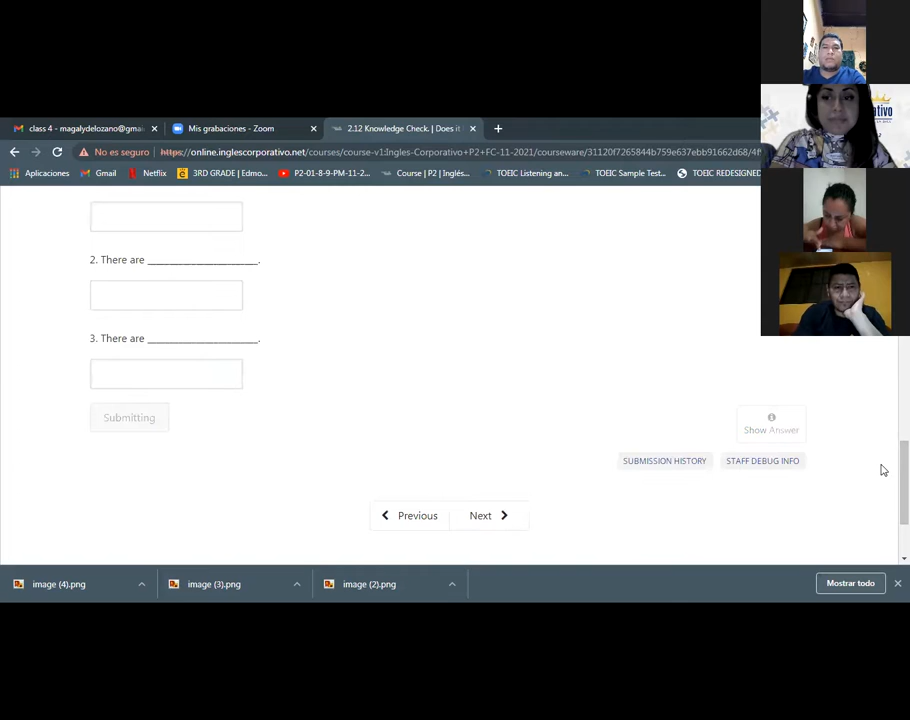 class 4 - magalydelozano@gmai
Mis grabaciones - Zoom
2.12 Knowledge Check. | Does it
No es seguro
https://online.inglescorporativo.net/courses/course-v1:Ingles-Corporativo+P2+FC-11-2021/courseware/31120f7265844b759e637ebb91662d68/4f
Aplicaciones
Gmail
Netflix
3RD GRADE | Edmo...
P2-01-8-9-PM-11-2...
Course | P2 | Inglés...
TOEIC Listening an...
TOEIC Sample Test...
TOEIC REDESIGNED
ativo
2. There are ______________________.
3. There are ______________________.
Submitting
Show Answer
SUBMISSION HISTORY
STAFF DEBUG INFO
Previous
Next
image (4).png
image (3).png
image (2).png
Mostrar todo